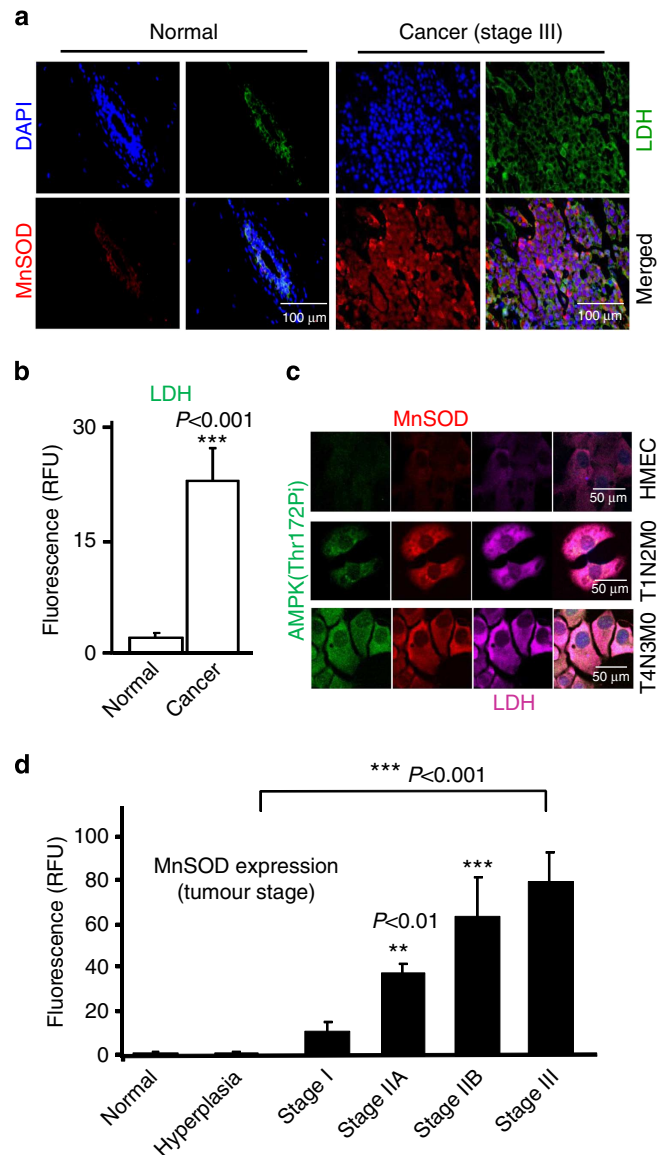 a
Normal
Cancer (stage III)
DAPI
LDH
MnSOD
Merged
100 µm
100 µm
b
LDH
P<0.001
***
Fluorescence (RFU)
30
15
0
Normal
Cancer
c
MnSOD
AMPK(Thr172Pi)
HMEC
50 µm
T1N2M0
50 µm
T4N3M0
50 µm
LDH
d
*** P<0.001
Fluorescence (RFU)
100
80
60
40
20
0
MnSOD expression
(tumour stage)
P<0.01
**
***
Normal
Hyperplasia
Stage I
Stage IIA
Stage IIB
Stage III